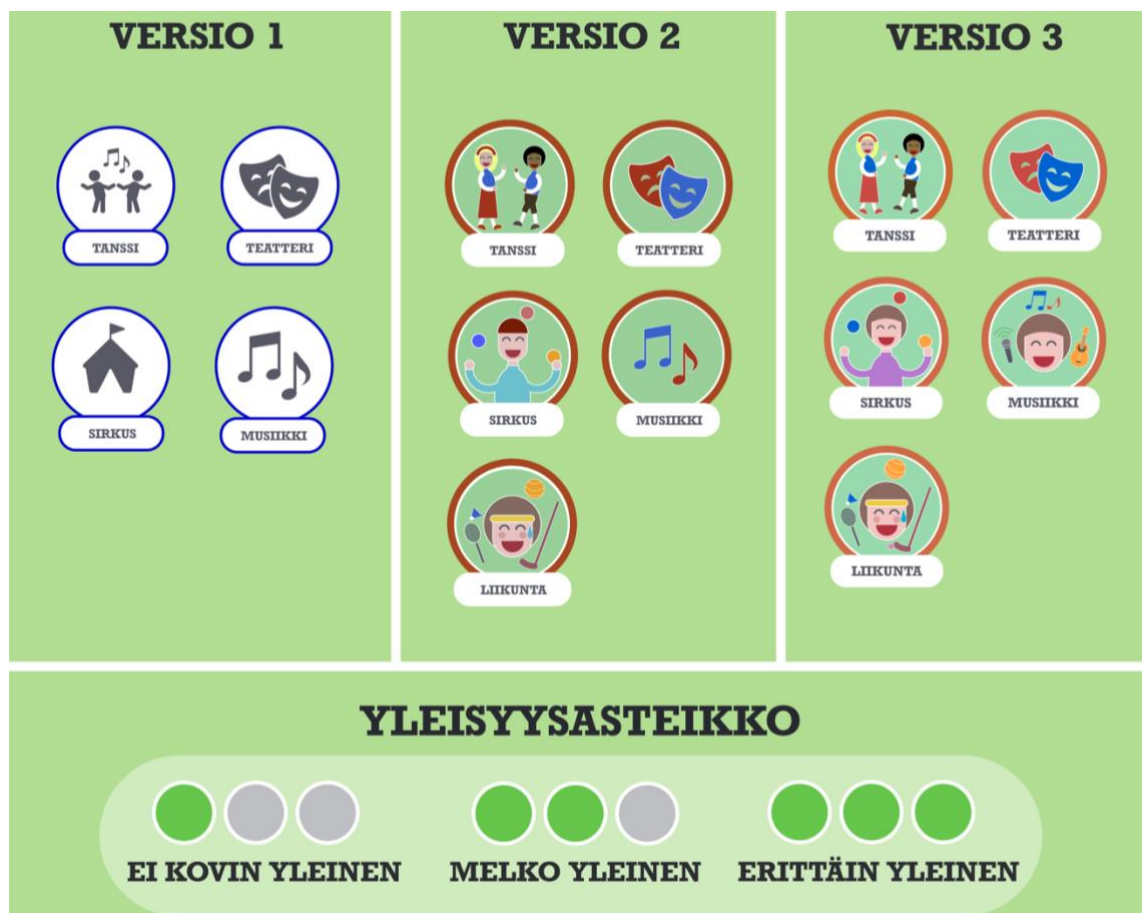 VERSIO 1
TANSSI
TEATTERI
SIRKUS
MUSIIKKI
VERSIO 2
TANSSI
TEATTERI
SIRKUS
MUSIIKKI
LIIKUNTA
VERSIO 3
TANSSI
TEATTERI
SIRKUS
MUSIIKKI
LIIKUNTA
YLEISYYSASTEIKKO
EI KOVIN YLEINEN
MELKO YLEINEN
ERITTÄIN YLEINEN